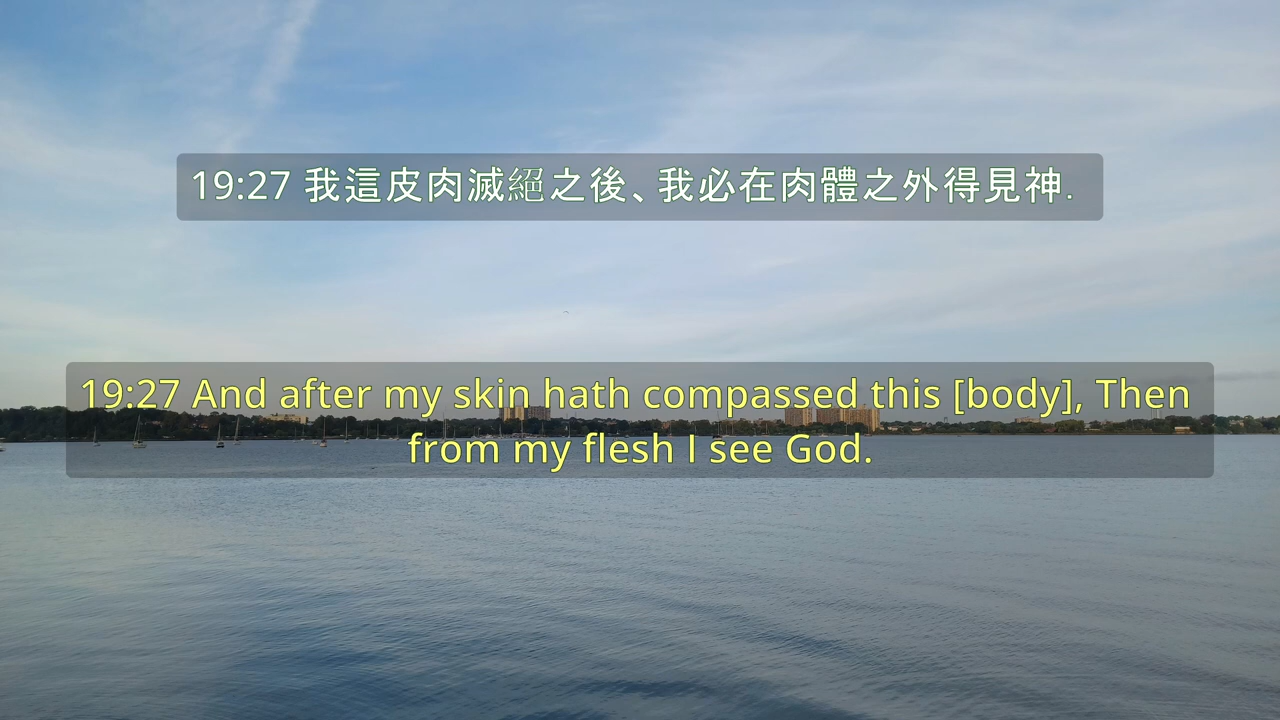 19:27 我這皮肉滅絕之後、我必在肉體之外得見神.
19:27 And after my skin hath compassed this [body], Then
from my flesh I see God.